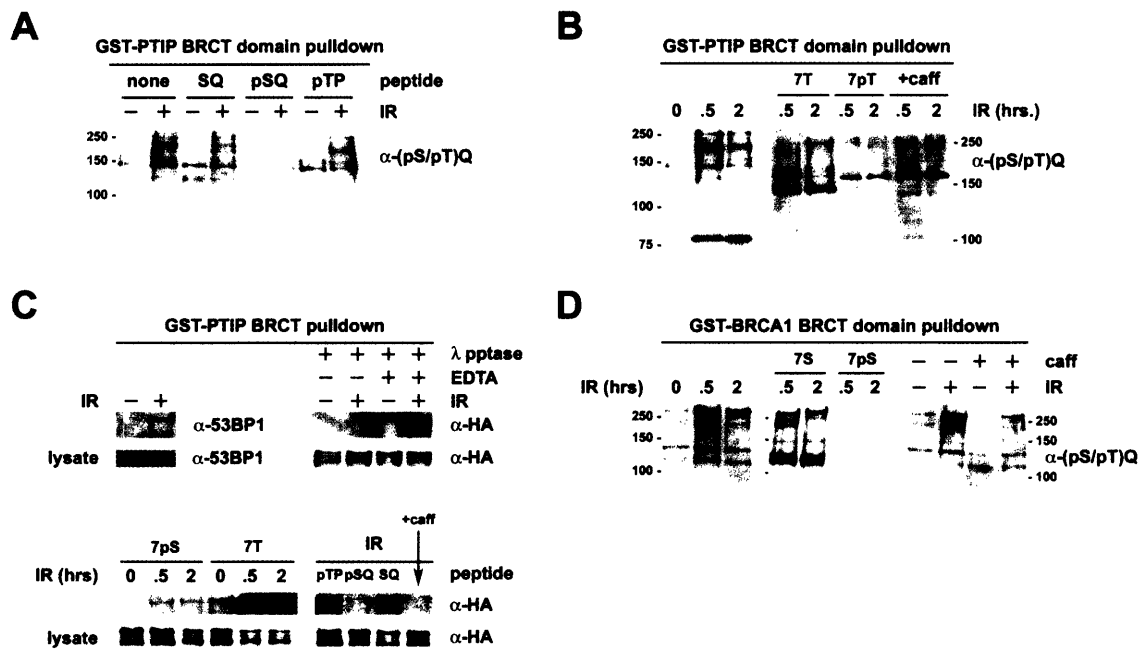 A
GST-PTIP BRCT domain pulldown
none SQ pSQ pTP peptide
– + – + – + – + IR
250 -
150 -
100 -
α-(pS/pT)Q
B
GST-PTIP BRCT domain pulldown
7T 7pT +caff
0 .5 2 .5 2 .5 2 .5 2 IR (hrs.)
250 -
150 -
100 -
75 -
- 250
α-(pS/pT)Q
- 150
- 100
C
GST-PTIP BRCT pulldown
+ + + + λ pptase
– – + + EDTA
IR – + – + – + IR
α-53BP1 α-HA
lysate α-53BP1 α-HA
+caff
7pS 7T IR
IR (hrs) 0 .5 2 0 .5 2 pTP pSQ SQ peptide
α-HA
lysate α-HA
D
GST-BRCA1 BRCT domain pulldown
7S 7pS – – + + caff
IR (hrs) 0 .5 2 .5 2 .5 2 – + – + IR
250 -
150 -
100 -
- 250
- 150
α-(pS/pT)Q
- 100